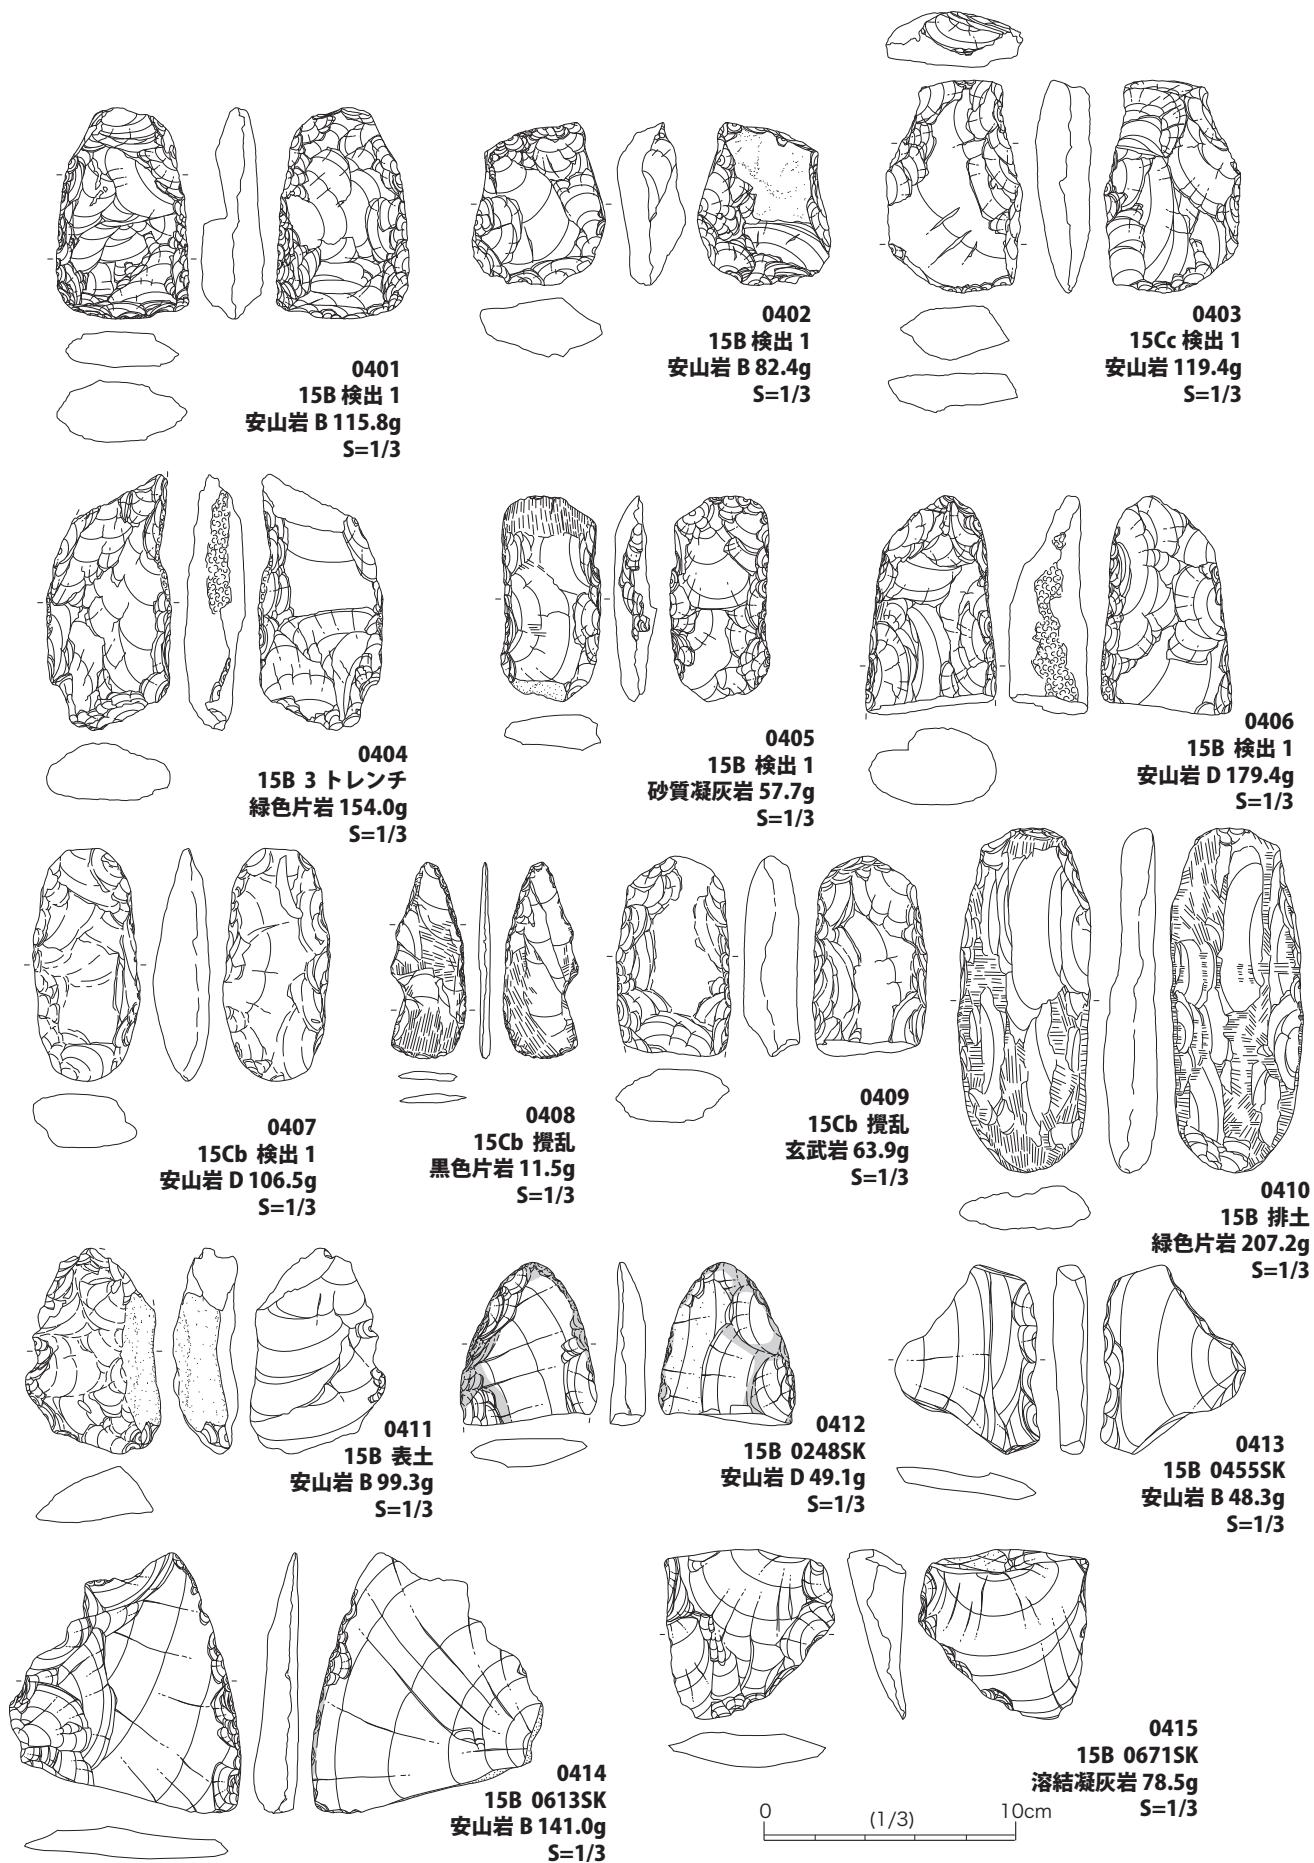 0401
15B 検出 1
安山岩 B 115.8g
S=1/3
0402
15B 検出 1
安山岩 B 82.4g
S=1/3
0403
15Cc 検出 1
安山岩 119.4g
S=1/3
0404
15B 3 トレンチ
緑色片岩 154.0g
S=1/3
0405
15B 検出 1
砂質凝灰岩 57.7g
S=1/3
0406
15B 検出 1
安山岩 D 179.4g
S=1/3
0407
15Cb 検出 1
安山岩 D 106.5g
S=1/3
0408
15Cb 攪乱
黒色片岩 11.5g
S=1/3
0409
15Cb 攪乱
玄武岩 63.9g
S=1/3
0410
15B 排土
緑色片岩 207.2g
S=1/3
0411
15B 表土
安山岩 B 99.3g
S=1/3
0412
15B 0248SK
安山岩 D 49.1g
S=1/3
0413
15B 0455SK
安山岩 B 48.3g
S=1/3
0414
15B 0613SK
安山岩 B 141.0g
S=1/3
0415
15B 0671SK
溶結凝灰岩 78.5g
S=1/3
0 (1/3) 10cm